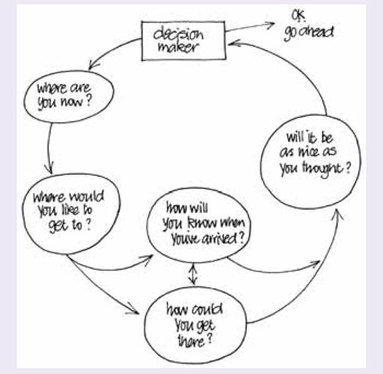 decision
maker
OK
go ahead
where are
you now?
where would
you like to
get to?
how will
you know when
you've arrived?
how could
you get
there?
will it be
as nice as
you thought?